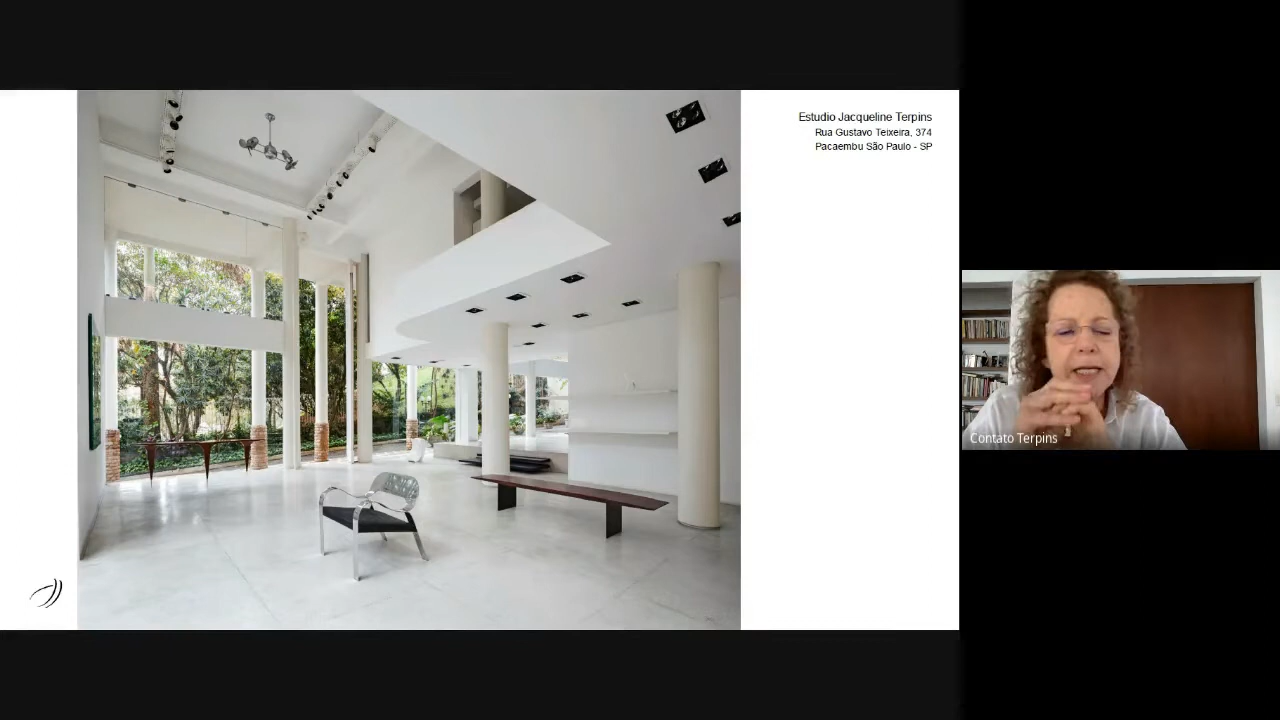 Estudio Jacqueline Terpins
Rua Gustavo Teixeira, 374
Pacaembu São Paulo - SP
Contato Terpins